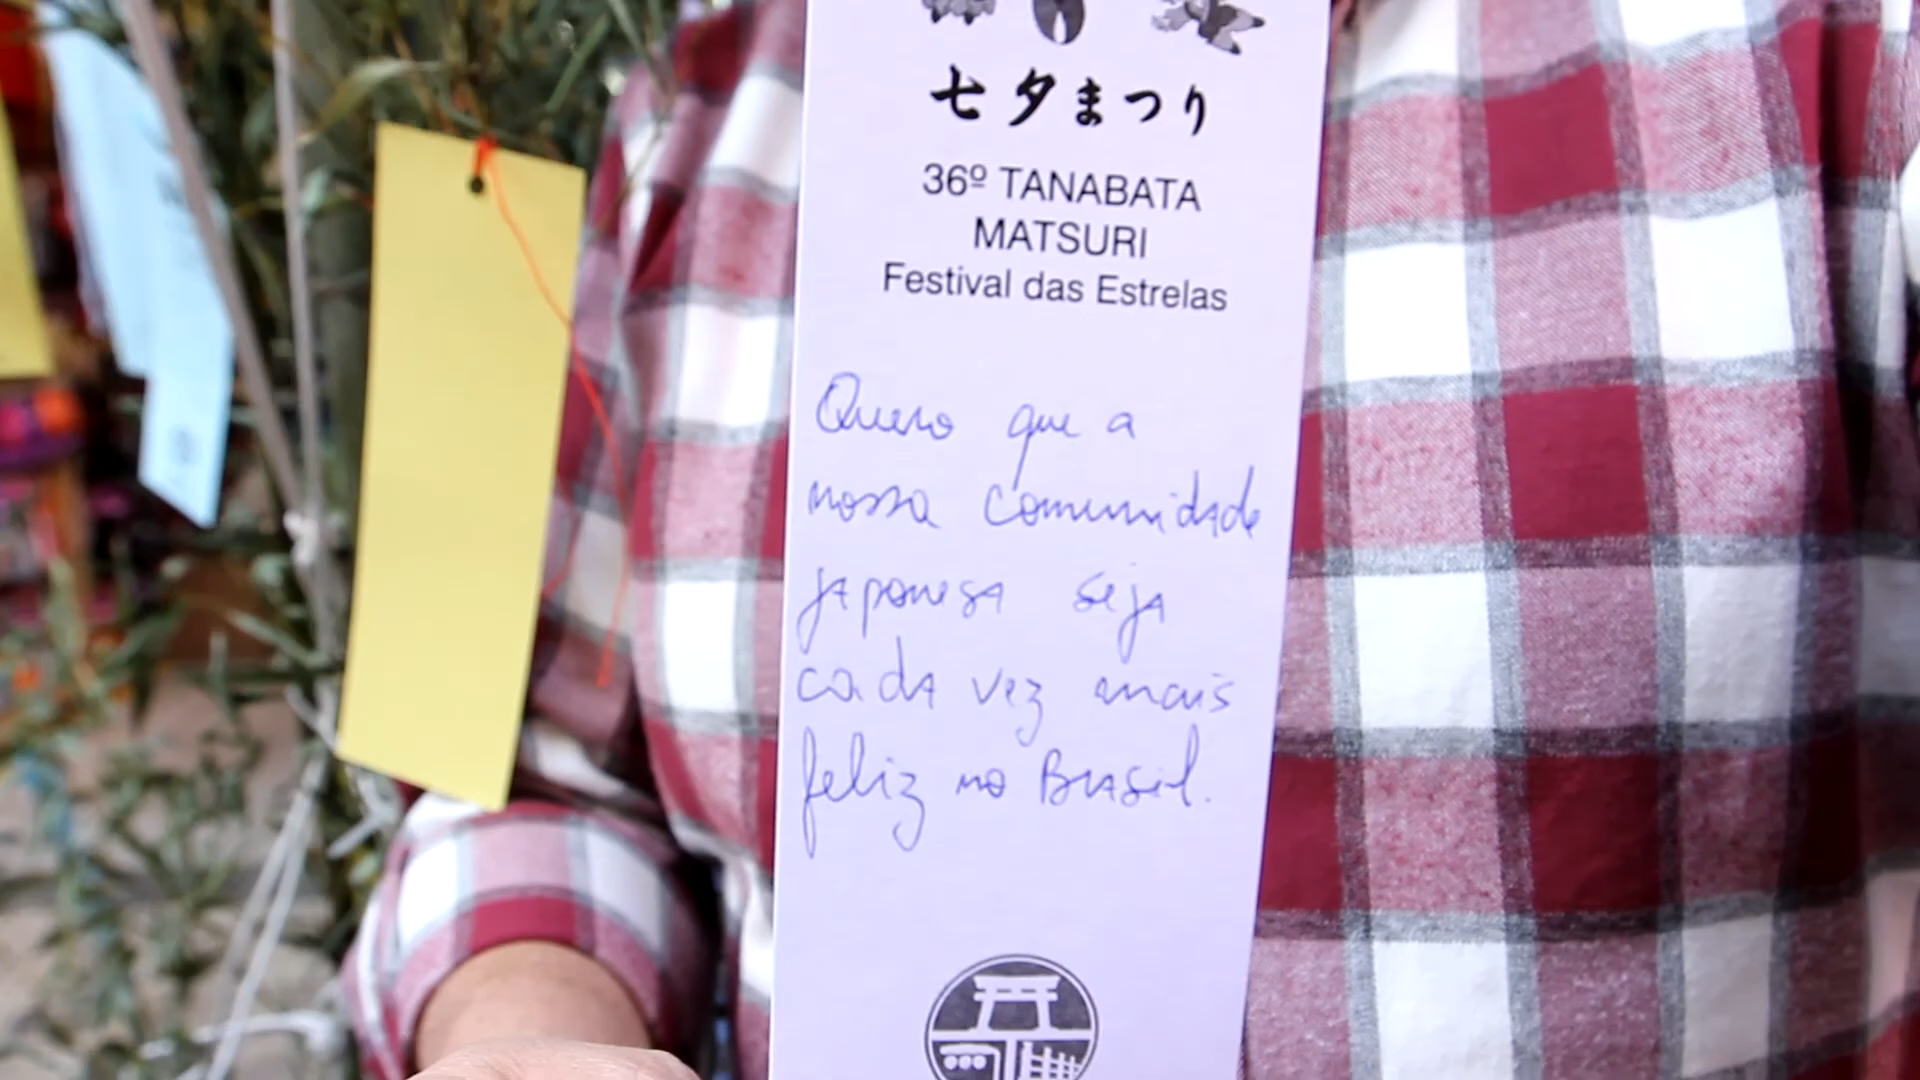 七夕まつり
36º TANABATA
MATSURI
Festival das Estrelas
Quero que a
nossa comunidade
japonesa seja
cada vez mais
feliz no Brasil.